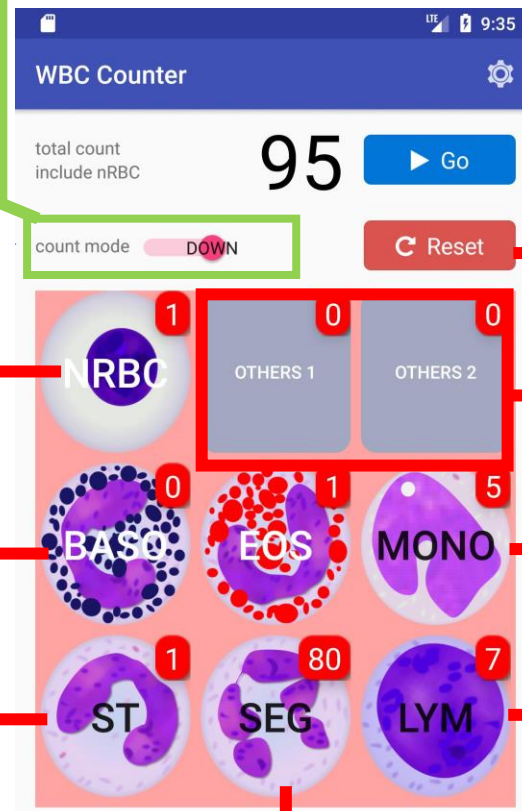 LTE 9:35
WBC Counter
total count
include nRBC
95
Go
count mode DOWN
Reset
1 0 0
NRBC OTHERS 1 OTHERS 2
0 1 5
BASO EOS MONO
1 80 7
ST SEG LYM